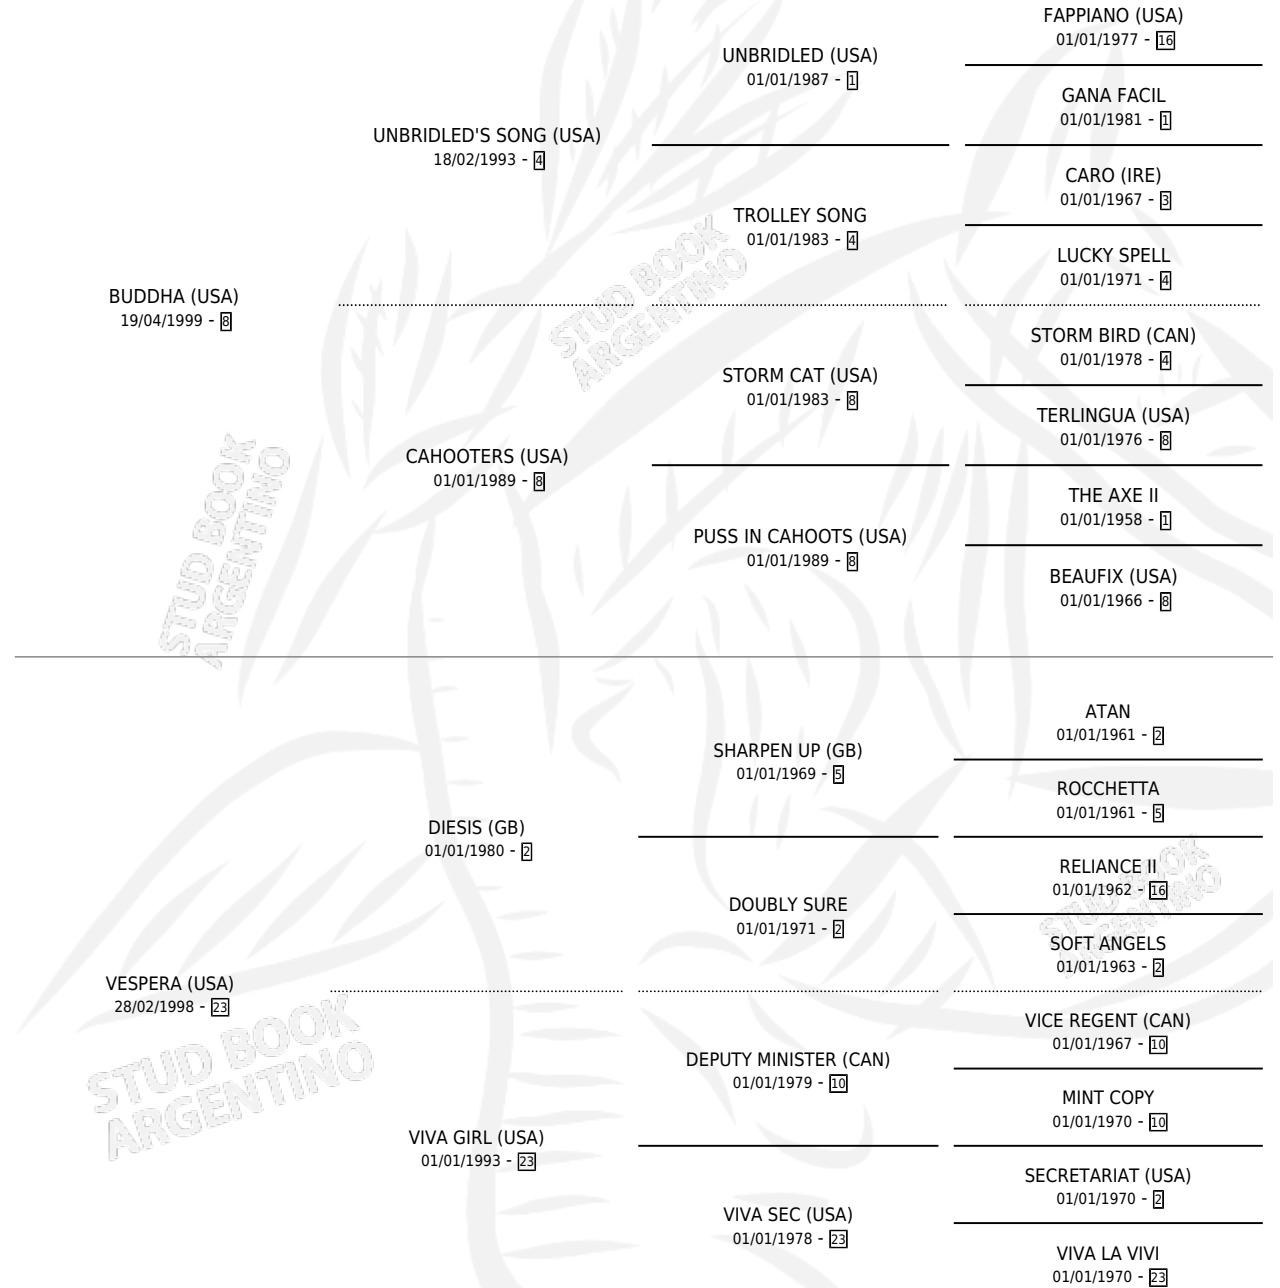 FAPPIANO (USA)
01/01/1977 - 16
UNBRIDLED (USA)
01/01/1987 - 1
GANA FACIL
01/01/1981 - 1
UNBRIDLED'S SONG (USA)
18/02/1993 - 4
CARO (IRE)
01/01/1967 - 3
TROLLEY SONG
01/01/1983 - 4
LUCKY SPELL
01/01/1971 - 4
BUDDHA (USA)
19/04/1999 - 8
STUD BOOK
ARGENTINO
STORM BIRD (CAN)
01/01/1978 - 4
STORM CAT (USA)
01/01/1983 - 8
TERLINGUA (USA)
01/01/1976 - 8
CAHOOTERS (USA)
01/01/1989 - 8
THE AXE II
01/01/1958 - 1
PUSS IN CAHOOTS (USA)
01/01/1989 - 8
BEAUFIX (USA)
01/01/1966 - 8
STUD BOOK
ARGENTINO
ATAN
01/01/1961 - 2
SHARPEN UP (GB)
01/01/1969 - 5
ROCCHETTA
01/01/1961 - 5
DIESIS (GB)
01/01/1980 - 2
RELIANCE II
01/01/1962 - 16
DOUBLY SURE
01/01/1971 - 2
SOFT ANGELS
01/01/1963 - 2
STUD BOOK
ARGENTINO
VESPERA (USA)
28/02/1998 - 23
VICE REGENT (CAN)
01/01/1967 - 10
DEPUTY MINISTER (CAN)
01/01/1979 - 10
MINT COPY
01/01/1970 - 10
STUD BOOK
ARGENTINO
VIVA GIRL (USA)
01/01/1993 - 23
SECRETARIAT (USA)
01/01/1970 - 2
VIVA SEC (USA)
01/01/1978 - 23
VIVA LA VIVI
01/01/1970 - 23